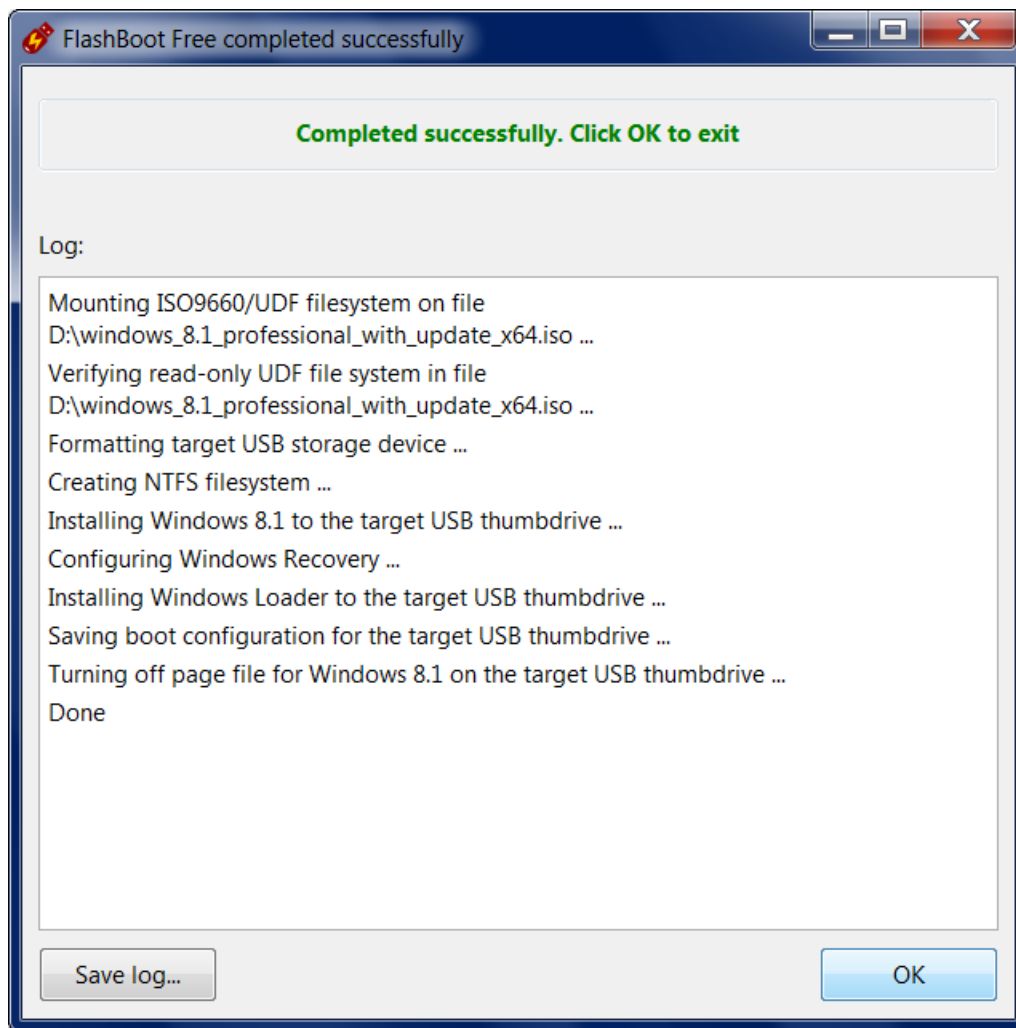 FlashBoot Free completed successfully
Completed successfully. Click OK to exit
Log:
Mounting ISO9660/UDF filesystem on file
D:\windows_8.1_professional_with_update_x64.iso ...
Verifying read-only UDF file system in file
D:\windows_8.1_professional_with_update_x64.iso ...
Formatting target USB storage device ...
Creating NTFS filesystem ...
Installing Windows 8.1 to the target USB thumbdrive ...
Configuring Windows Recovery ...
Installing Windows Loader to the target USB thumbdrive ...
Saving boot configuration for the target USB thumbdrive ...
Turning off page file for Windows 8.1 on the target USB thumbdrive ...
Done
Save log...
OK